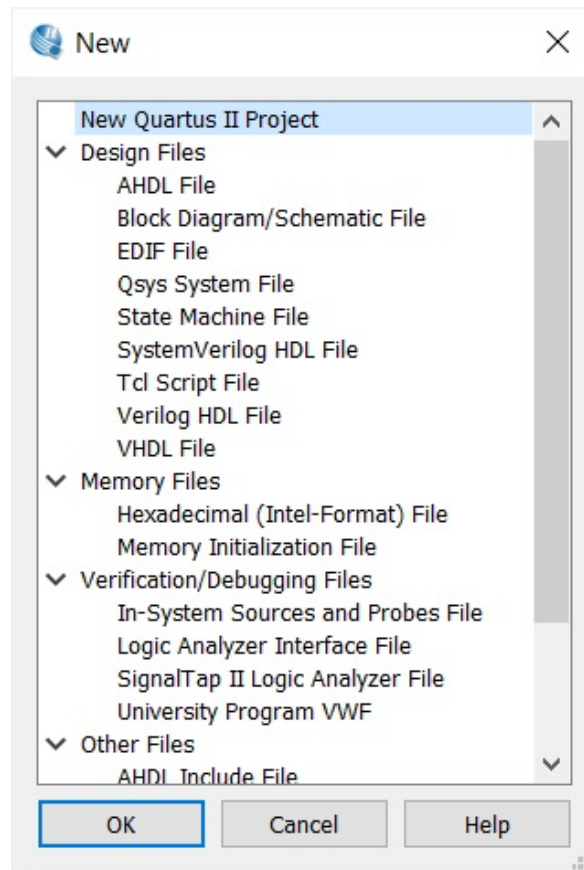 New
New Quartus II Project
Design Files
AHDL File
Block Diagram/Schematic File
EDIF File
Qsys System File
State Machine File
SystemVerilog HDL File
Tcl Script File
Verilog HDL File
VHDL File
Memory Files
Hexadecimal (Intel-Format) File
Memory Initialization File
Verification/Debugging Files
In-System Sources and Probes File
Logic Analyzer Interface File
SignalTap II Logic Analyzer File
University Program VWF
Other Files
AHDL Include File
OK Cancel Help